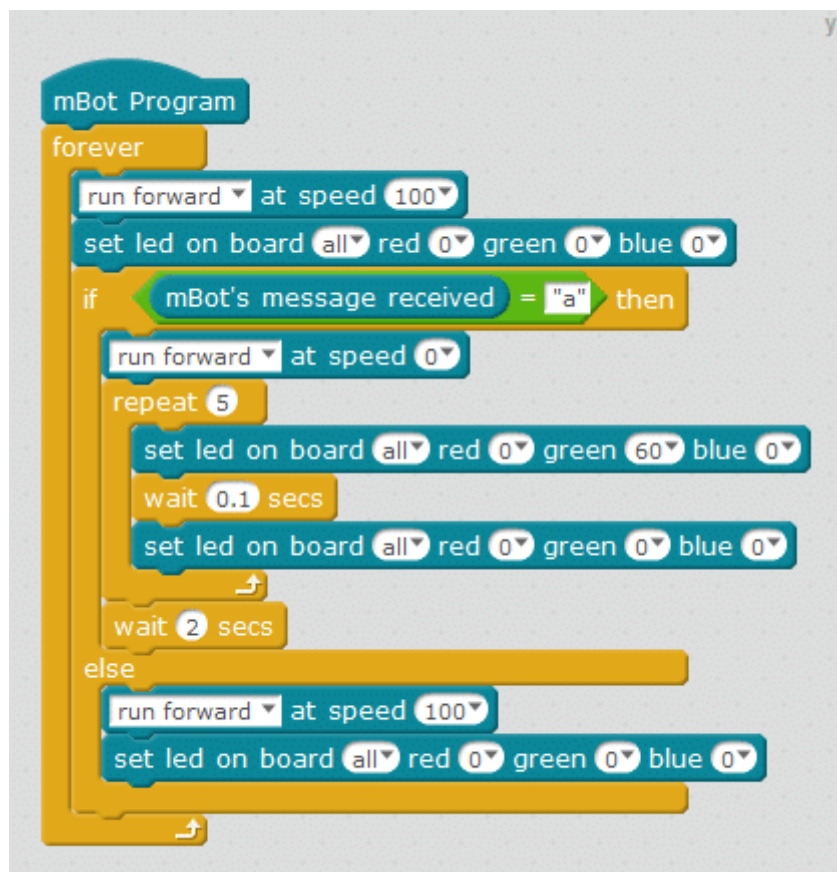 y
mBot Program
forever
run forward at speed 100
set led on board all red 0 green 0 blue 0
if mBot's message received = "a" then
run forward at speed 0
repeat 5
set led on board all red 0 green 60 blue 0
wait 0.1 secs
set led on board all red 0 green 0 blue 0
wait 2 secs
else
run forward at speed 100
set led on board all red 0 green 0 blue 0